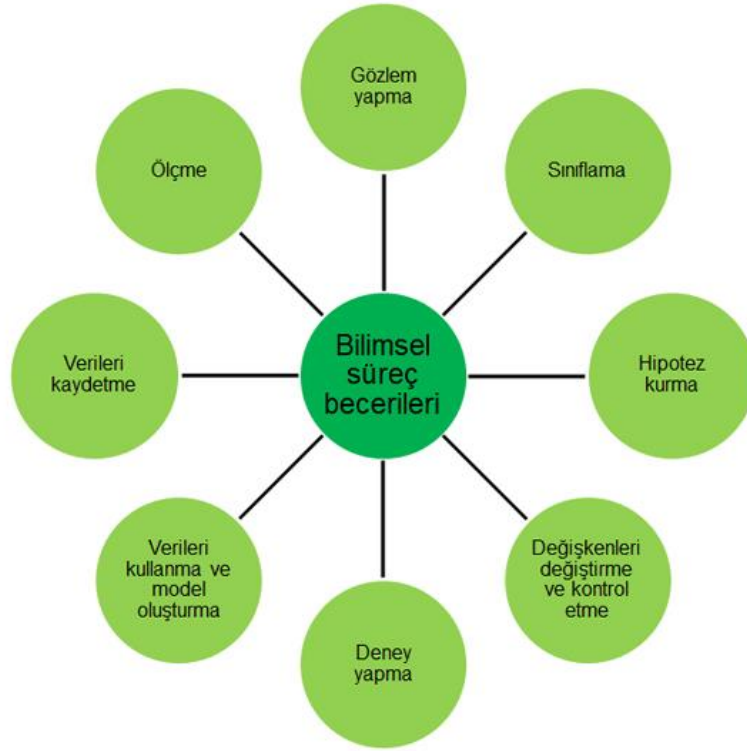 Gözlem
yapma
Sınıflama
Hipotez
kurma
Değişkenleri
değiştirme
ve kontrol
etme
Deney
yapma
Verileri
kullanma ve
model
oluşturma
Verileri
kaydetme
Ölçme
Bilimsel
süreç
becerileri